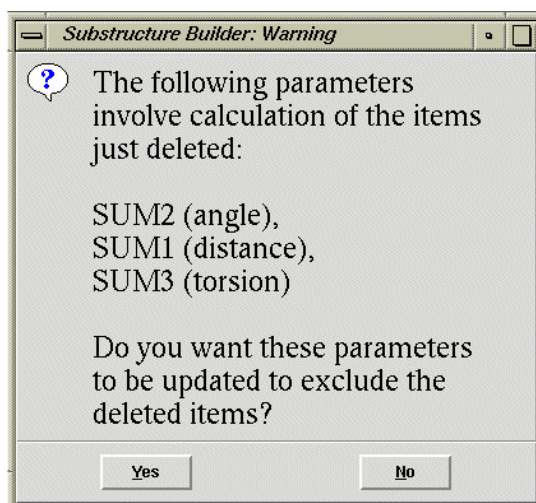 Substructure Builder: Warning
?
The following parameters
involve calculation of the items
just deleted:
SUM2 (angle),
SUM1 (distance),
SUM3 (torsion)
Do you want these parameters
to be updated to exclude the
deleted items?
Yes
No